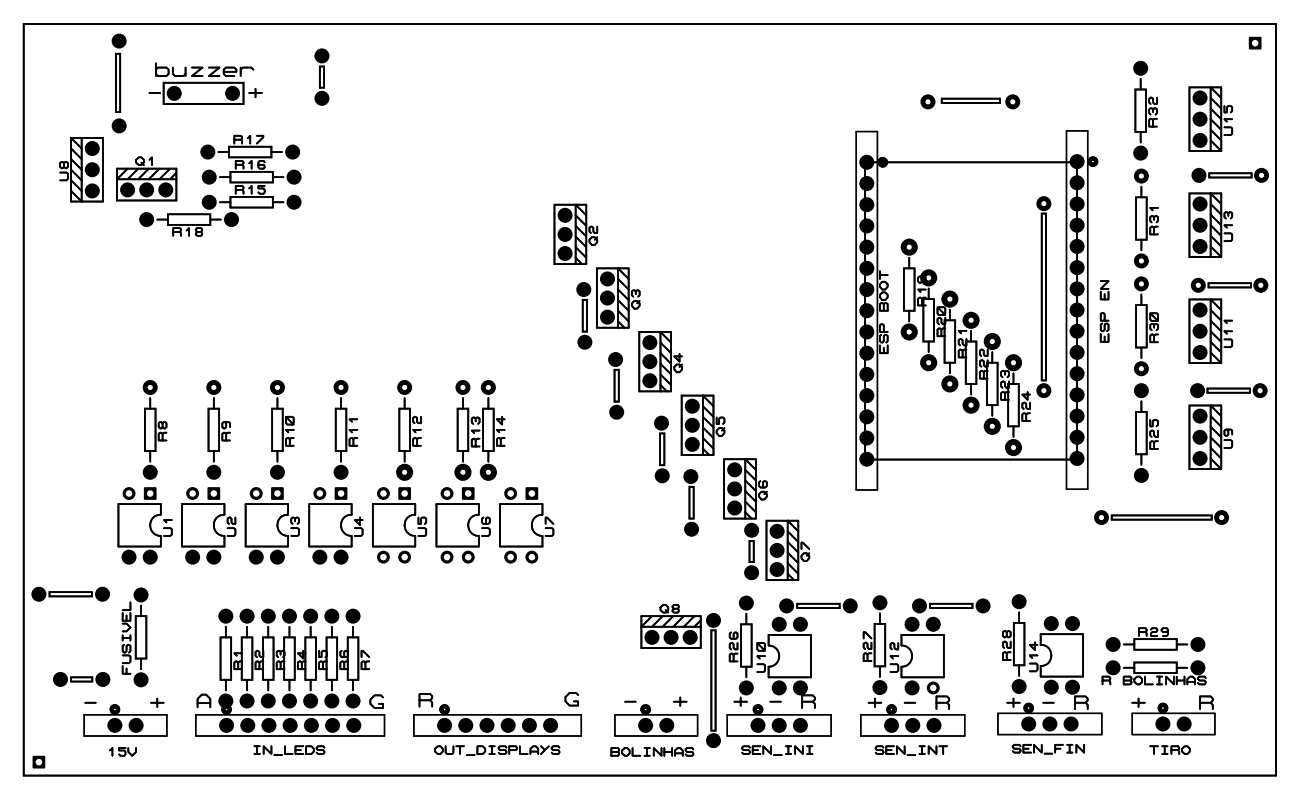 buzzer
- +
R32
U15
R17
Q1
U8
R16
R15
R18
Q2
R31
U13
Q3
ESP BOOT
ESP EN
R20
R21
R30
U11
Q4
R22
R23
R24
Q5
R8
R9
R10
R11
R12
R13
R14
R25
U9
Q6
U1
U2
U3
U4
U5
U6
U7
Q7
Q8
FUSIVEL
R1
R2
R3
R4
R5
R6
R7
R26
U10
R27
U12
R28
U14
R29
R BOLINHAS
- +
A G
R G
- +
+ - R
+ - R
+ - R
+ R
15V
IN_LEDS
OUT_DISPLAYS
BOLINHAS
SEN_INI
SEN_INT
SEN_FIN
TIRO